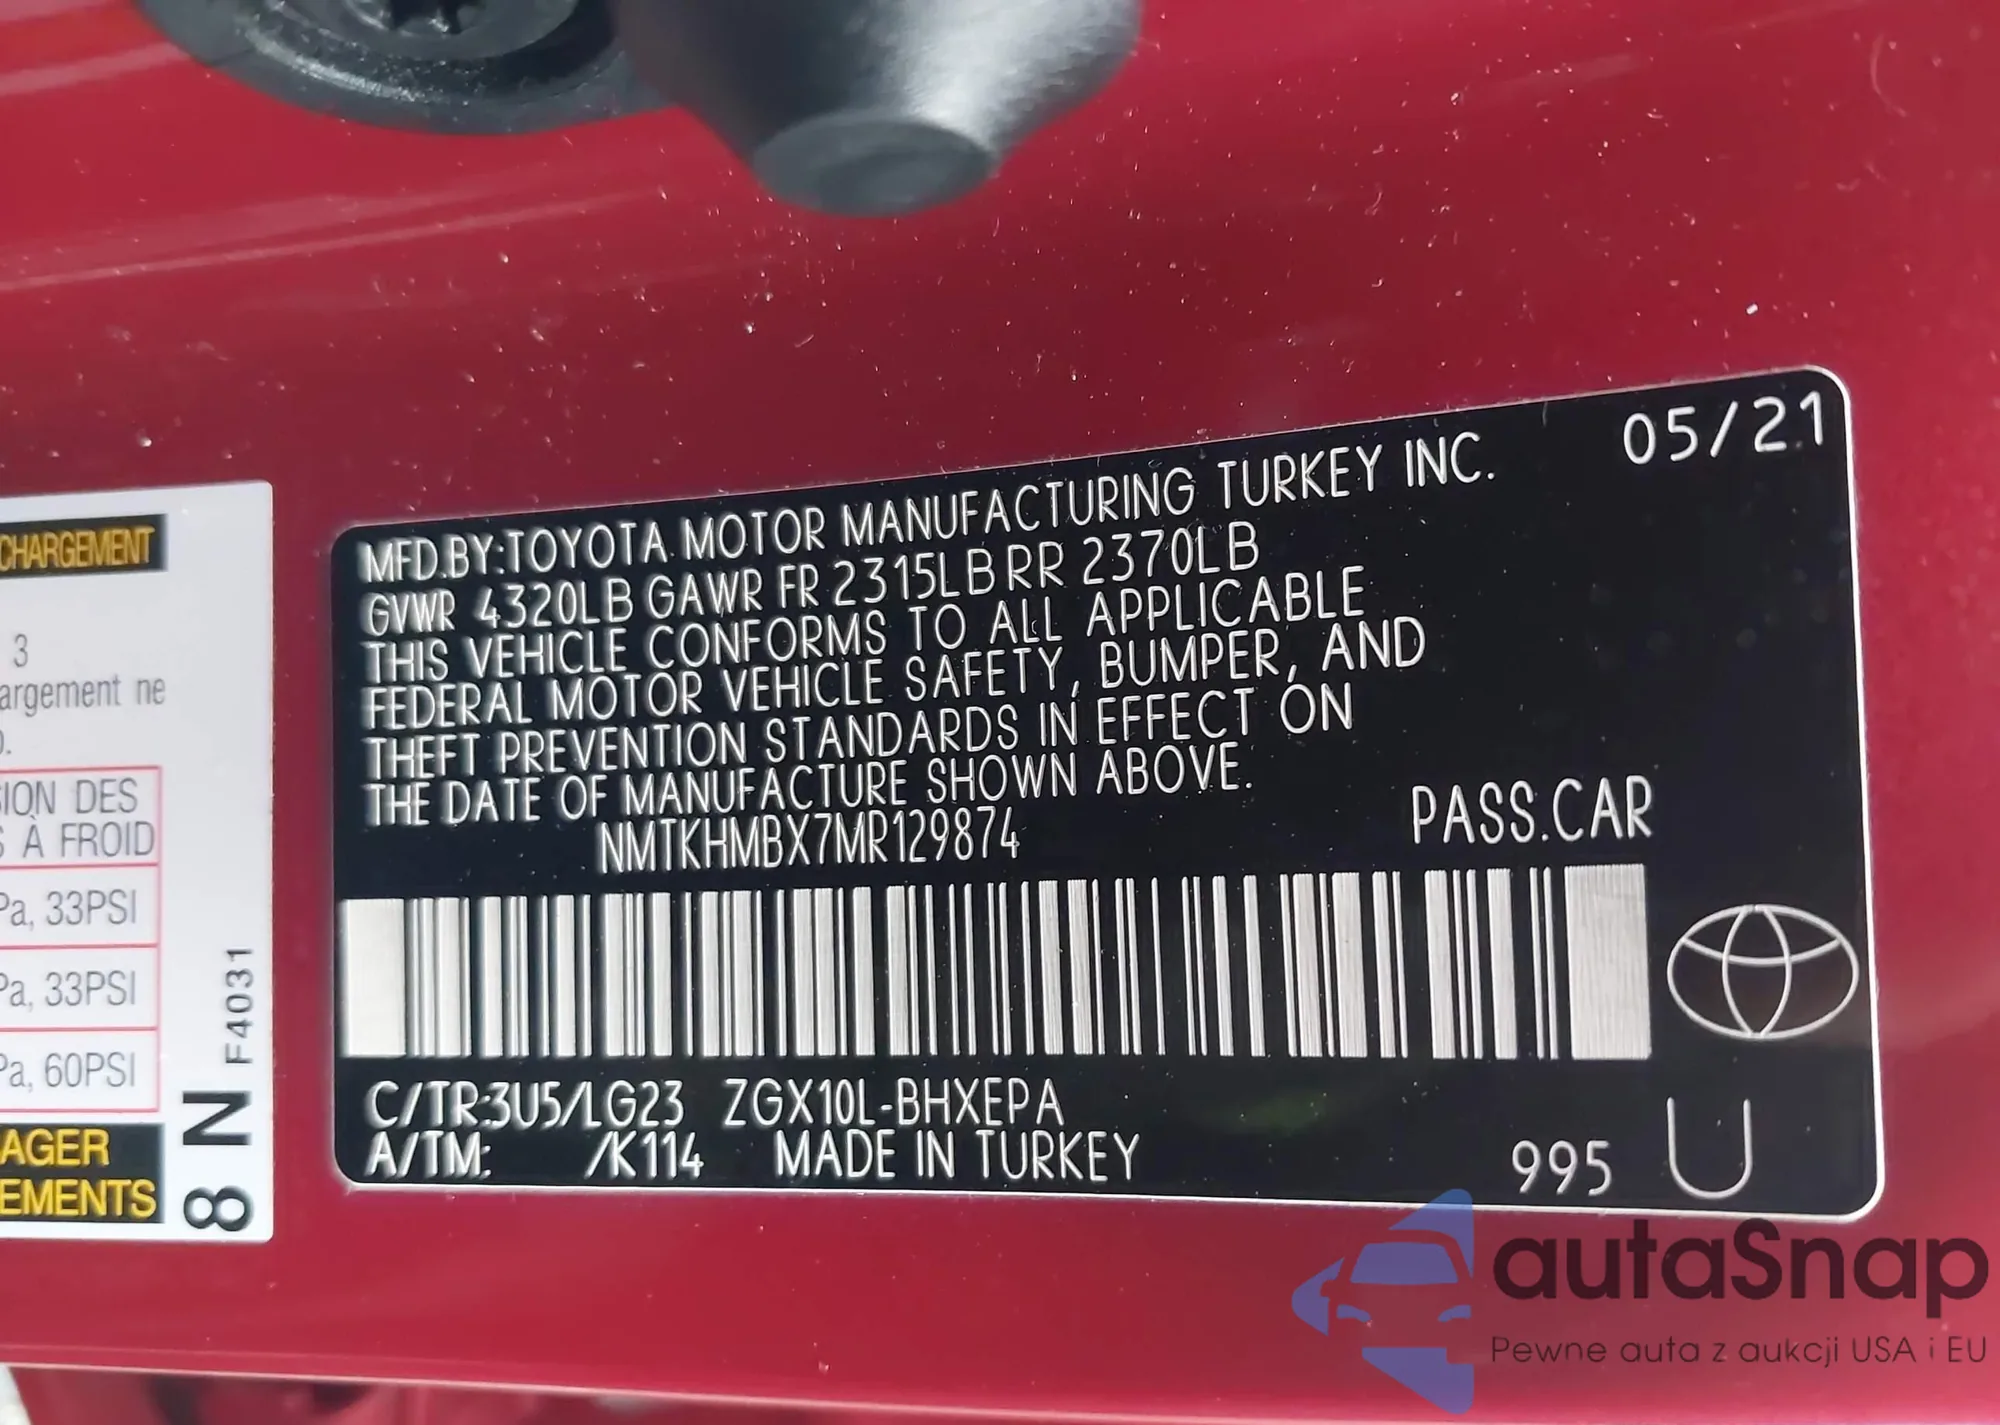 CHARGEMENT
3
argement ne
SION DES
S À FROID
Pa, 33PSI
Pa, 33PSI
Pa, 60PSI
AGER
EMENTS
8 N F4031
05/21
MFD.BY:TOYOTA MOTOR MANUFACTURING TURKEY INC.
GVWR 4320LB GAWR FR 2315LB RR 2370LB
THIS VEHICLE CONFORMS TO ALL APPLICABLE
FEDERAL MOTOR VEHICLE SAFETY, BUMPER, AND
THEFT PREVENTION STANDARDS IN EFFECT ON
THE DATE OF MANUFACTURE SHOWN ABOVE.
NMTKHMBX7MR129874 PASS.CAR
C/TR:3U5/LG23 ZGX10L-BHXEPA
A/TM: /K114 MADE IN TURKEY
995 U
autaSnap
Pewne auta z aukcji USA i EU